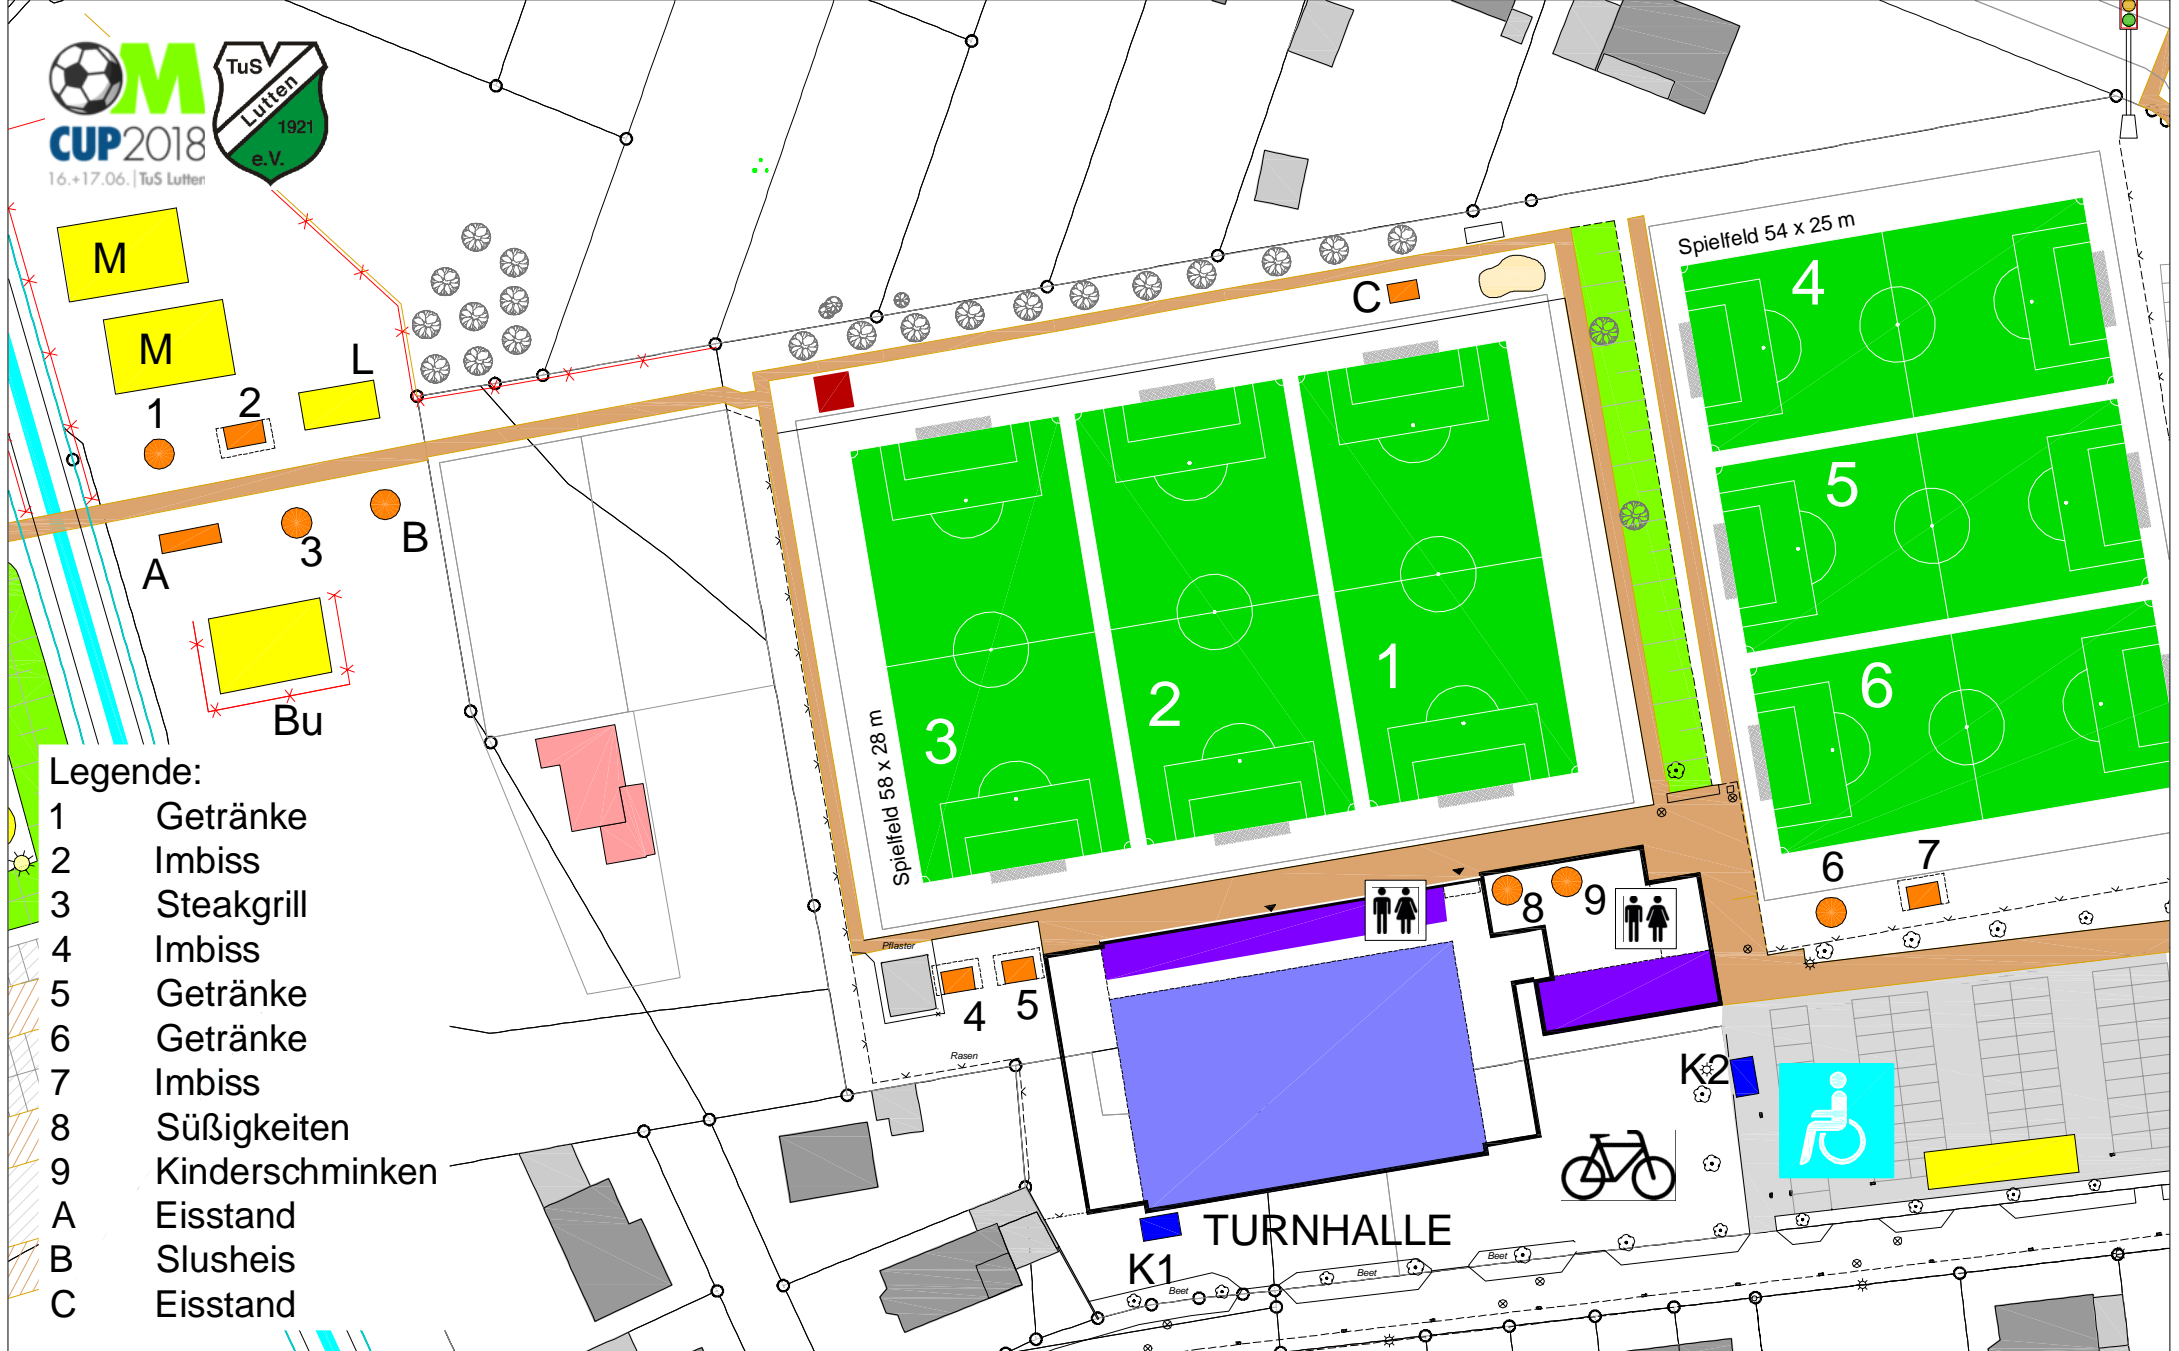 M
CUP2018
16.+17.06. | TuS Lutten
TuS
Lutten
1921
e.V.
M
M
L
1
2
A
3
B
Bu
C
Spielfeld 54 x 25 m
4
5
6
3
2
1
Spielfeld 58 x 28 m
6
7
8
9
Pflaster
4
5
Rasen
K2
TURNHALLE
K1
Beet
Beet
Beet
Legende:
1 Getränke
2 Imbiss
3 Steakgrill
4 Imbiss
5 Getränke
6 Getränke
7 Imbiss
8 Süßigkeiten
9 Kinderschminken
A Eisstand
B Slusheis
C Eisstand